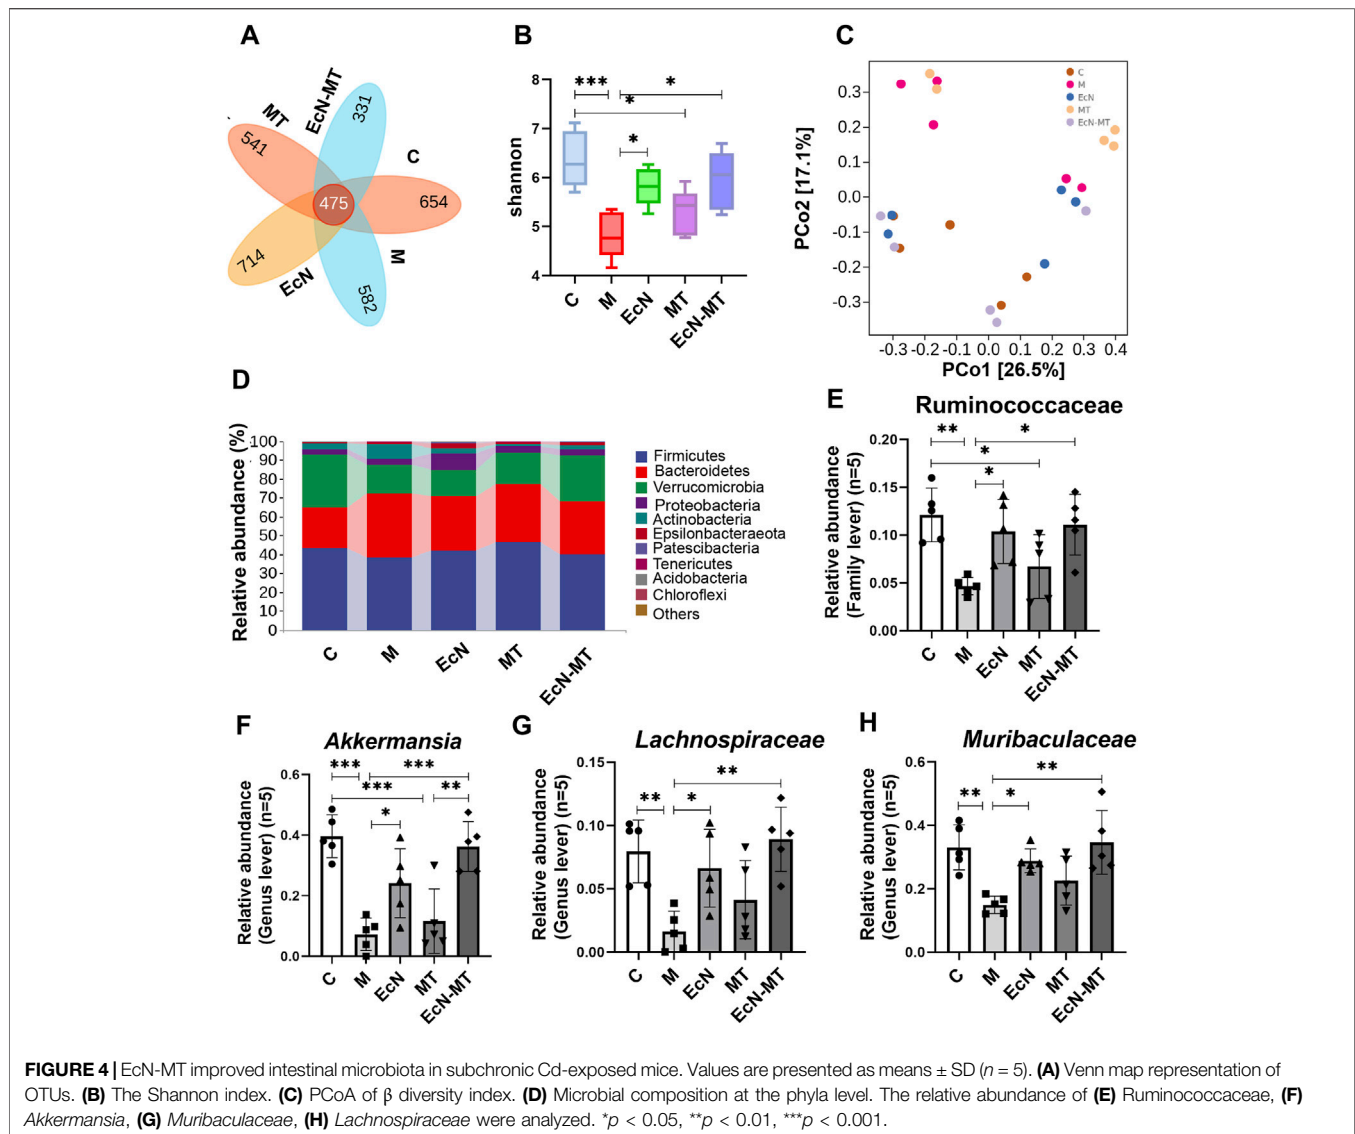 A
EcN-MT
331
MT
541
C
654
475
M
582
EcN
714
B
shannon
8
7
6
5
4
***
*
*
*
C
M
EcN
MT
EcN-MT
C
PCo2 [17.1%]
0.3
0.2
0.1
0.0
-0.1
-0.2
-0.3
C
M
EcN
MT
EcN-MT
-0.3 -0.2 -0.1 0.0 0.1 0.2 0.3 0.4
PCo1 [26.5%]
D
Relative abundance (%)
100
90
80
70
60
50
40
30
20
10
0
C
M
EcN
MT
EcN-MT
Firmicutes
Bacteroidetes
Verrucomicrobia
Proteobacteria
Actinobacteria
Epsilonbacteraeota
Patescibacteria
Tenericutes
Acidobacteria
Chloroflexi
Others
E
Ruminococcaceae
Relative abundance
(Family lever) (n=5)
0.20
0.15
0.10
0.05
0.00
**
*
*
*
C
M
EcN
MT
EcN-MT
F
Akkermansia
Relative abundance
(Genus lever) (n=5)
0.6
0.4
0.2
0.0
***
***
***
**
*
C
M
EcN
MT
EcN-MT
G
Lachnospiraceae
Relative abundance
(Genus lever) (n=5)
0.15
0.10
0.05
0.00
**
**
*
C
M
EcN
MT
EcN-MT
H
Muribaculaceae
Relative abundance
(Genus lever) (n=5)
0.6
0.4
0.2
0.0
**
**
*
C
M
EcN
MT
EcN-MT
FIGURE 4 | EcN-MT improved intestinal microbiota in subchronic Cd-exposed mice. Values are presented as means ± SD (n = 5). (A) Venn map representation of
OTUs. (B) The Shannon index. (C) PCoA of β diversity index. (D) Microbial composition at the phyla level. The relative abundance of (E) Ruminococcaceae, (F)
Akkermansia, (G) Muribaculaceae, (H) Lachnospiraceae were analyzed. *p < 0.05, **p < 0.01, ***p < 0.001.